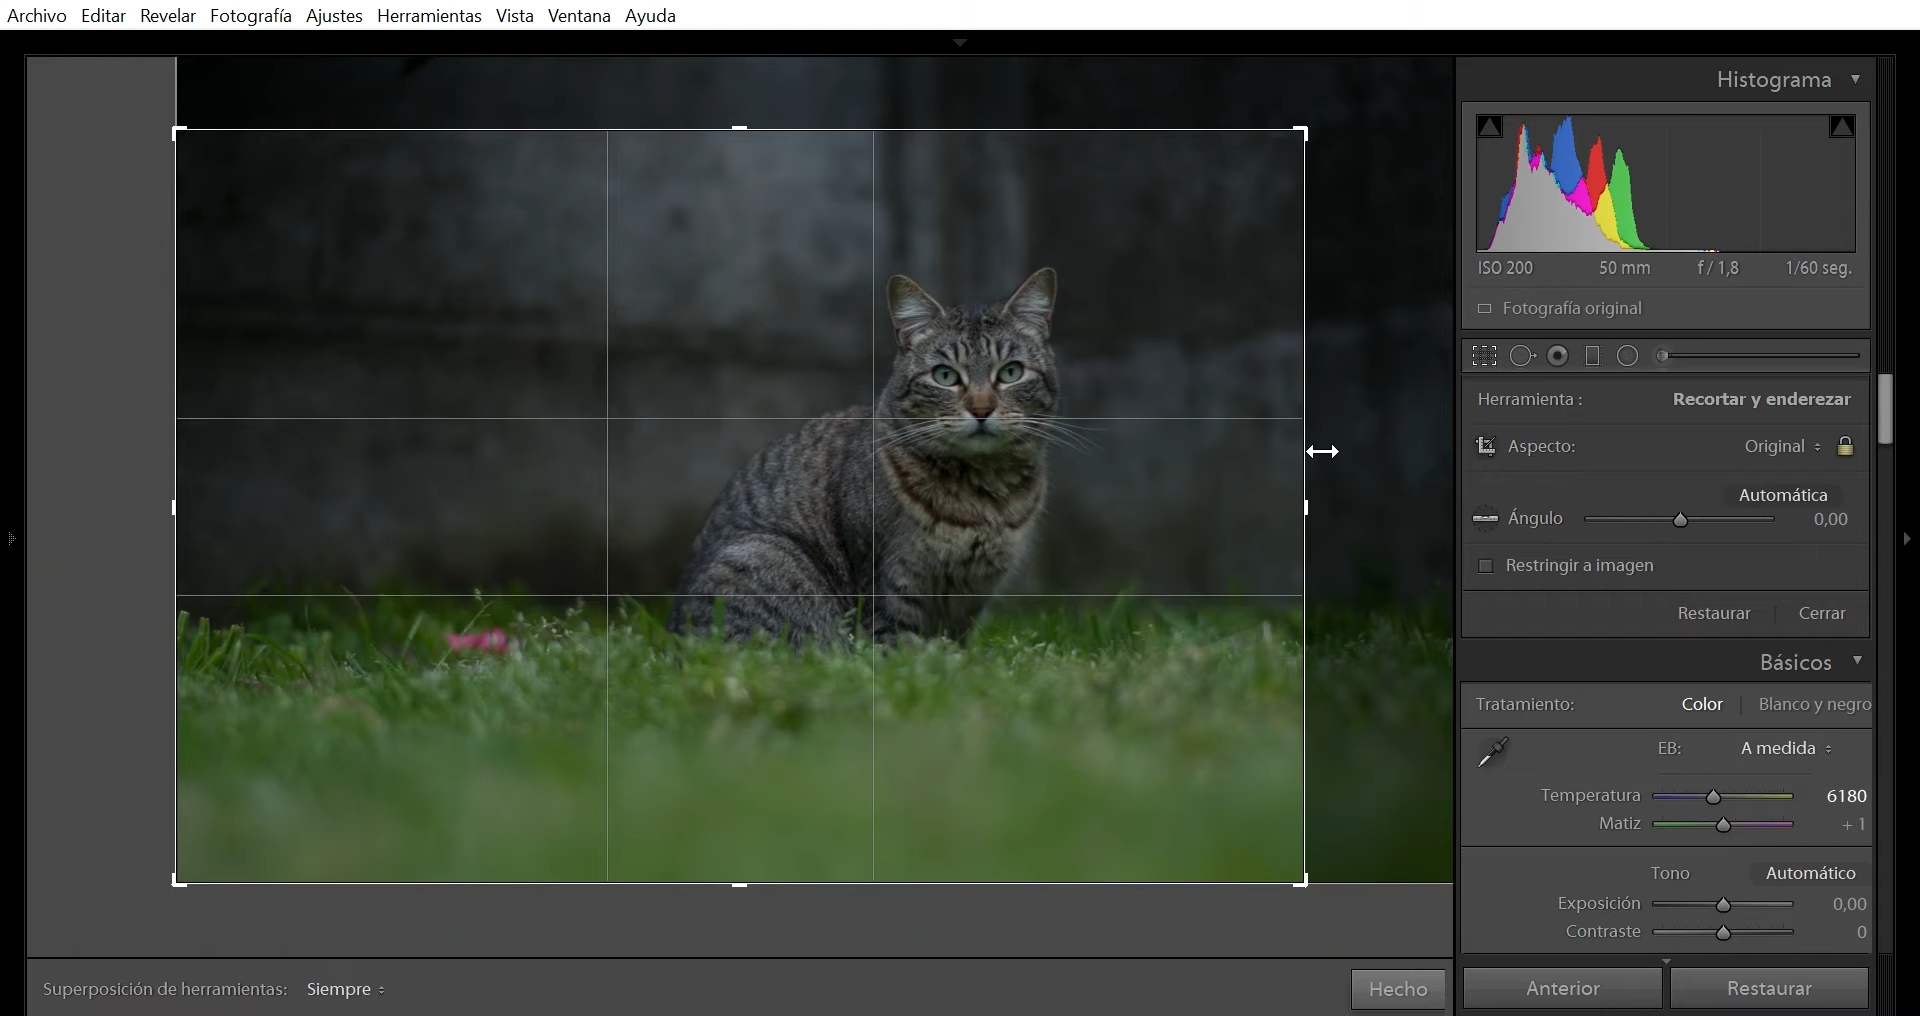 Archivo Editar Revelar Fotografía Ajustes Herramientas Vista Ventana Ayuda
Histograma
ISO 200 50 mm f / 1,8 1/60 seg.
Fotografía original
Herramienta : Recortar y enderezar
Aspecto: Original
Automática
Ángulo 0,00
Restringir a imagen
Restaurar Cerrar
Básicos
Tratamiento: Color Blanco y negro
EB: A medida
Temperatura 6180
Matiz + 1
Tono Automático
Exposición 0,00
Contraste 0
Superposición de herramientas: Siempre Hecho Anterior Restaurar